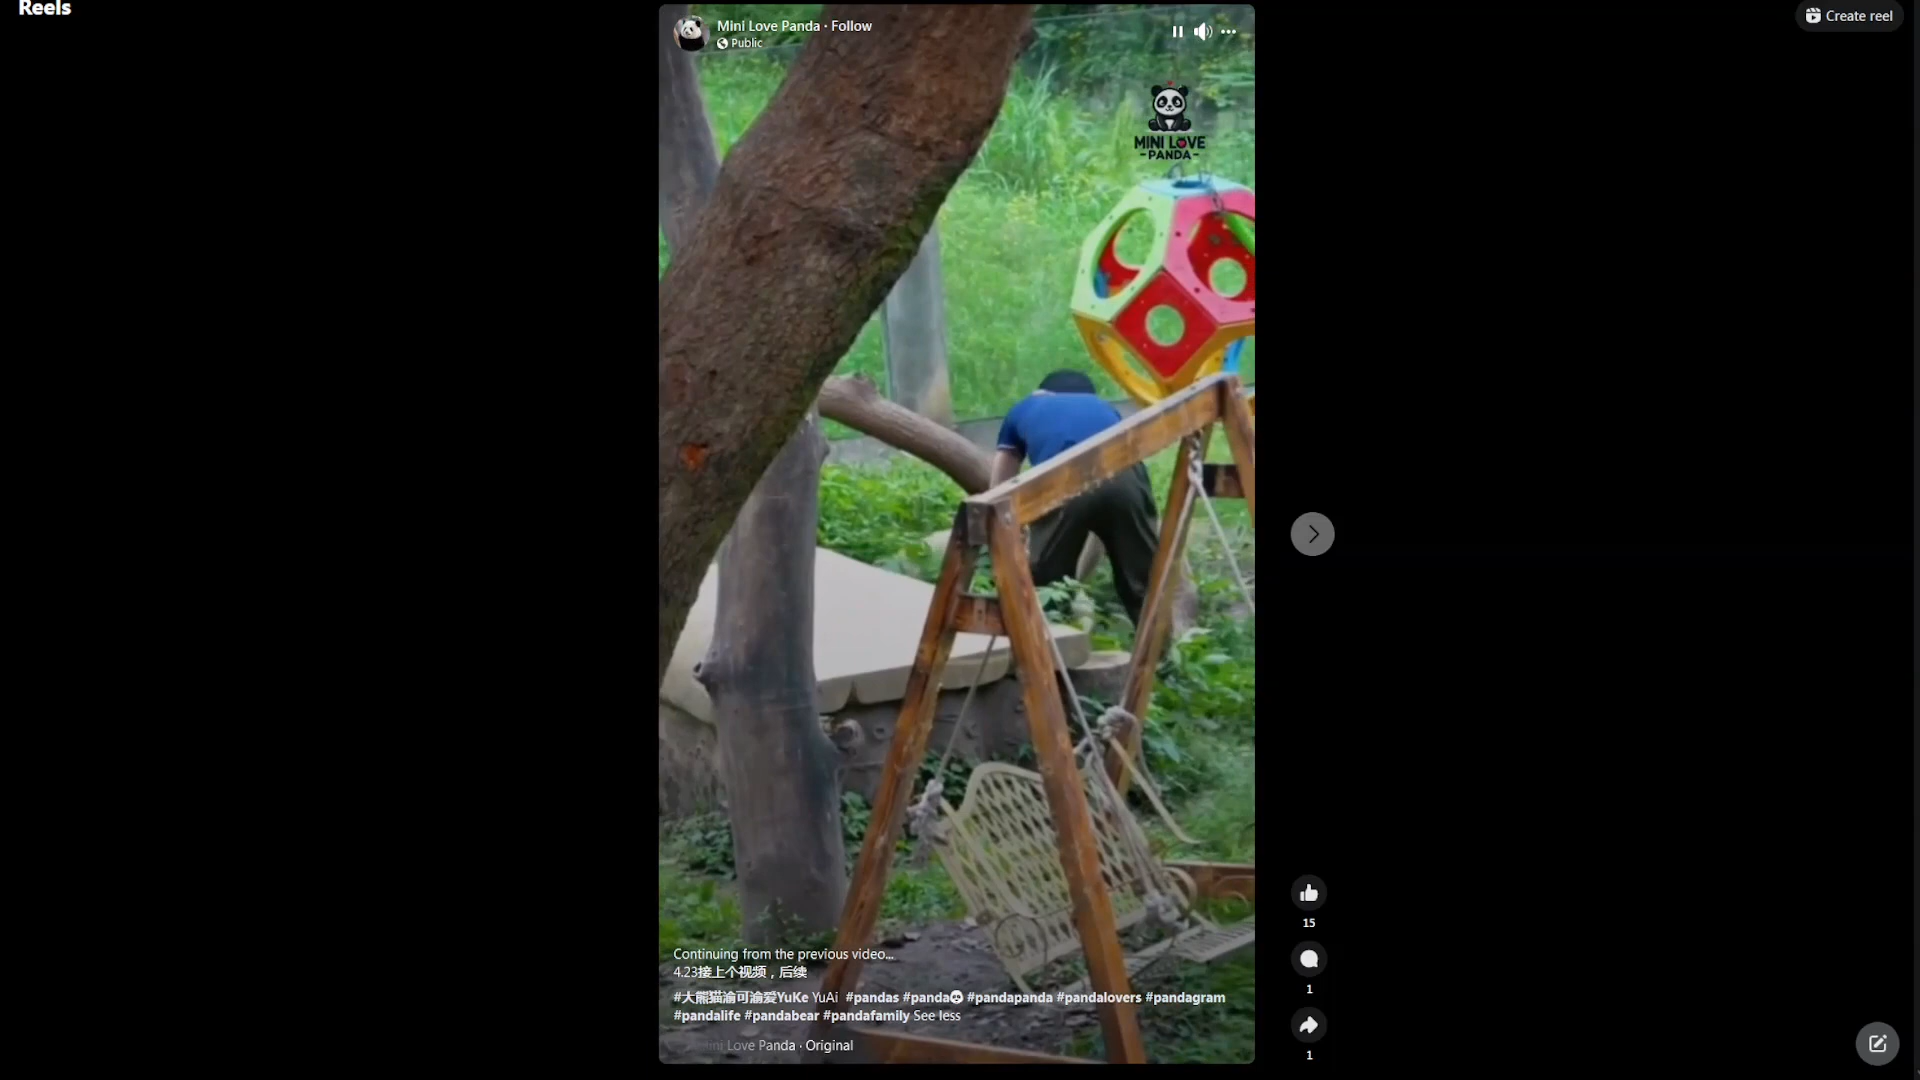 Reels
Create reel
Mini Love Panda · Follow
Public
MINI LOVE
-PANDA-
15
1
1
Continuing from the previous video...
4.23接上个视频，后续
#大熊猫渝可渝爱YuKe YuAi #pandas #panda🐼 #pandapanda #pandalovers #pandagram
#pandalife #pandabear #pandafamily See less
Mini Love Panda · Original